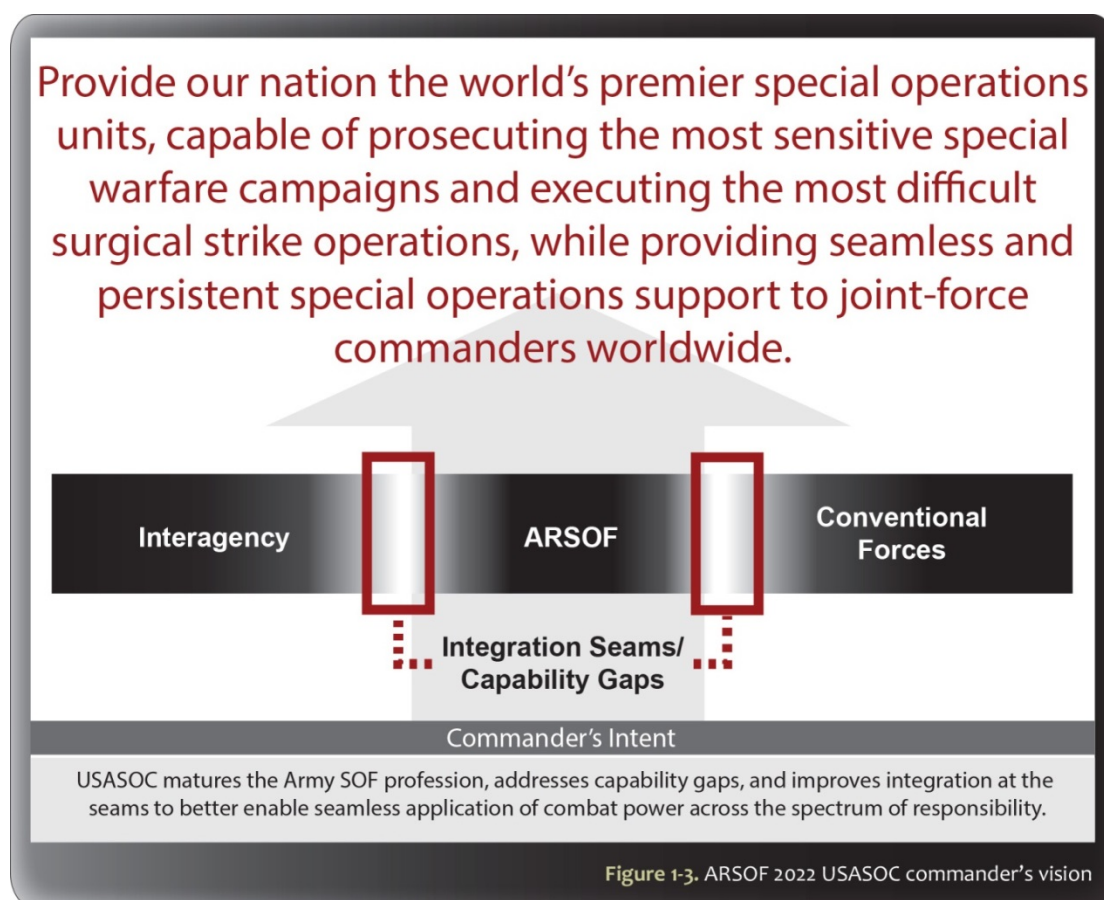 Provide our nation the world's premier special operations
units, capable of prosecuting the most sensitive special
warfare campaigns and executing the most difficult
surgical strike operations, while providing seamless and
persistent special operations support to joint-force
commanders worldwide.
Interagency
ARSOF
Conventional
Forces
Integration Seams/
Capability Gaps
Commander's Intent
USASOC matures the Army SOF profession, addresses capability gaps, and improves integration at the
seams to better enable seamless application of combat power across the spectrum of responsibility.
Figure 1-3. ARSOF 2022 USASOC commander's vision